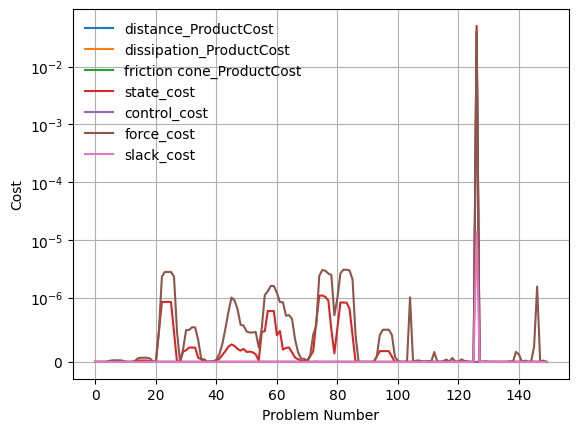 distance_ProductCost
dissipation_ProductCost
friction cone_ProductCost
state_cost
control_cost
force_cost
slack_cost
10⁻²
10⁻³
10⁻⁴
10⁻⁵
10⁻⁶
0
Cost
0 20 40 60 80 100 120 140
Problem Number